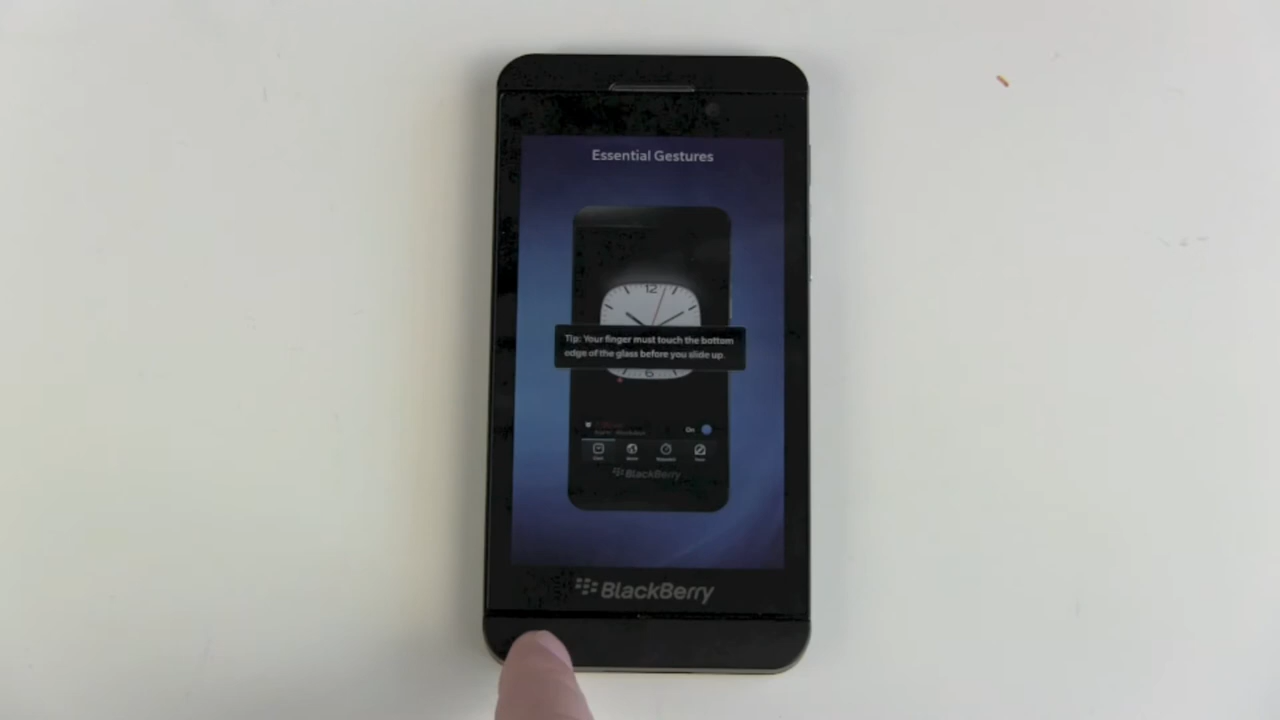 Essential Gestures
12
Tip: Your finger must touch the bottom
edge of the glass before you slide up.
6
On
BlackBerry
BlackBerry